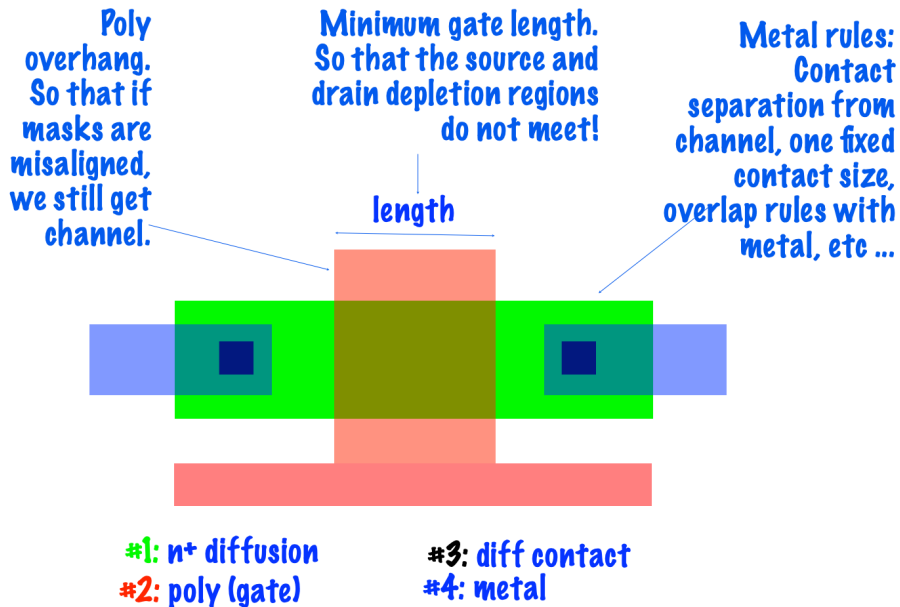 Poly
overhang.
So that if
masks are
misaligned,
we still get
channel.
Minimum gate length.
So that the source and
drain depletion regions
do not meet!
length
Metal rules:
Contact
separation from
channel, one fixed
contact size,
overlap rules with
metal, etc ...
#1: n+ diffusion
#2: poly (gate)
#3: diff contact
#4: metal